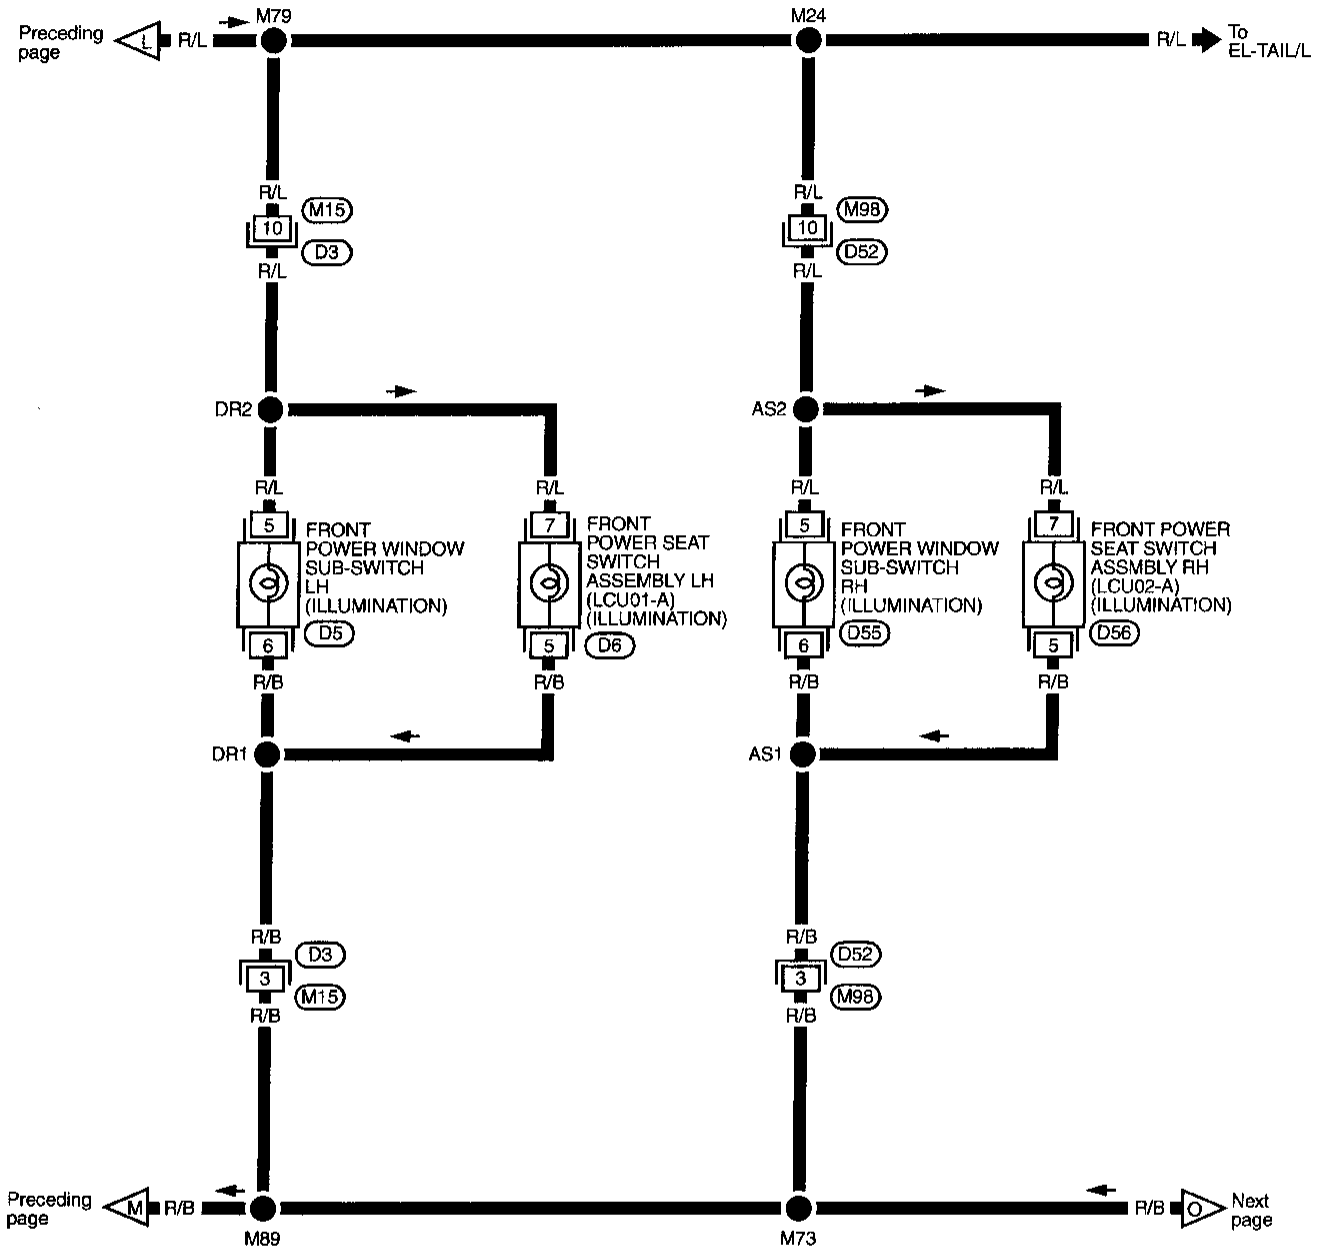 M79
M24
Preceding
page
L
R/L
R/L
To
EL-TAIL/L
R/L
M15
10
D3
R/L
R/L
M98
10
D52
R/L
DR2
AS2
R/L
R/L
R/L
R/L
5
FRONT
POWER WINDOW
SUB-SWITCH
LH
(ILLUMINATION)
D5
6
7
FRONT
POWER SEAT
SWITCH
ASSEMBLY LH
(LCU01-A)
(ILLUMINATION)
D6
5
5
FRONT
POWER WINDOW
SUB-SWITCH
RH
(ILLUMINATION)
D55
6
7
FRONT POWER
SEAT SWITCH
ASSMBLY RH
(LCU02-A)
(ILLUMINATION)
D56
5
R/B
R/B
R/B
R/B
DR1
AS1
R/B
D3
3
M15
R/B
R/B
D52
3
M98
R/B
Preceding
page
M
R/B
R/B
O
Next
page
M89
M73